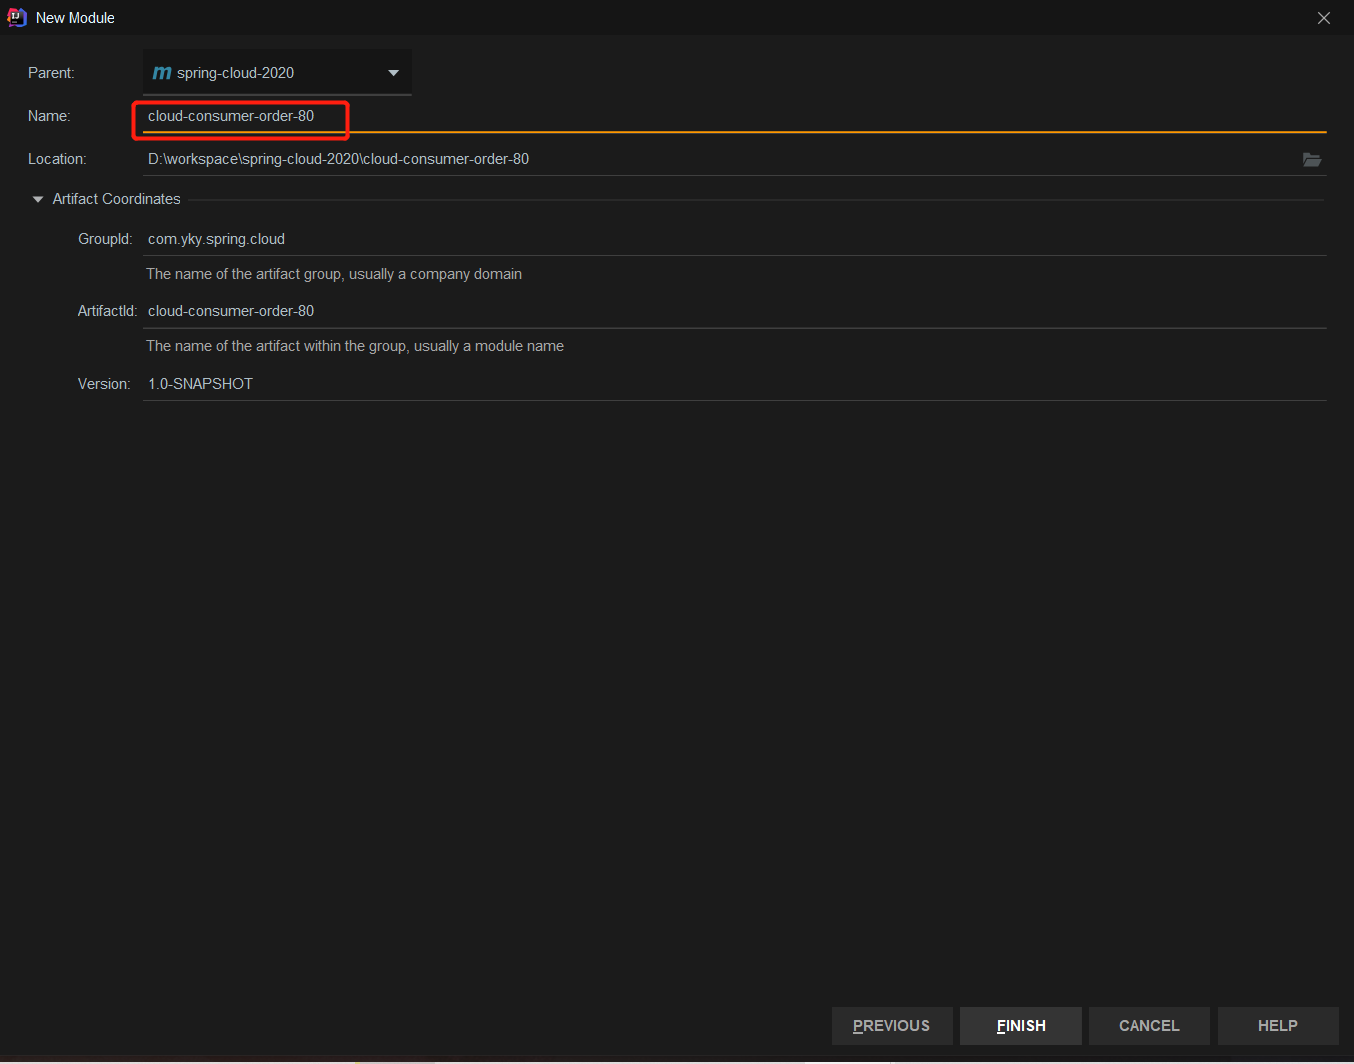 New Module
Parent: m spring-cloud-2020
Name: cloud-consumer-order-80
Location: D:\workspace\spring-cloud-2020\cloud-consumer-order-80
Artifact Coordinates
GroupId: com.yky.spring.cloud
The name of the artifact group, usually a company domain
ArtifactId: cloud-consumer-order-80
The name of the artifact within the group, usually a module name
Version: 1.0-SNAPSHOT
PREVIOUS FINISH CANCEL HELP